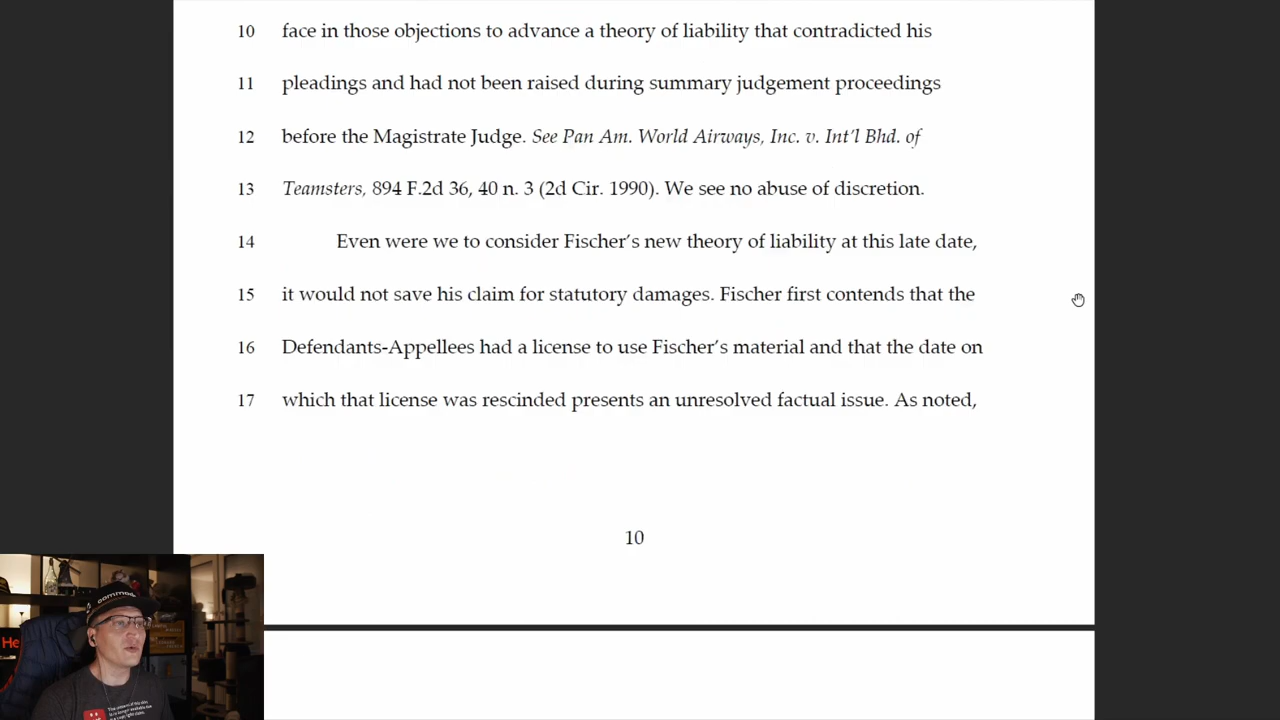 10 face in those objections to advance a theory of liability that contradicted his
11 pleadings and had not been raised during summary judgement proceedings
12 before the Magistrate Judge. See Pan Am. World Airways, Inc. v. Int’l Bhd. of
13 Teamsters, 894 F.2d 36, 40 n. 3 (2d Cir. 1990). We see no abuse of discretion.
14 Even were we to consider Fischer’s new theory of liability at this late date,
15 it would not save his claim for statutory damages. Fischer first contends that the
16 Defendants-Appellees had a license to use Fischer’s material and that the date on
17 which that license was rescinded presents an unresolved factual issue. As noted,
10
He